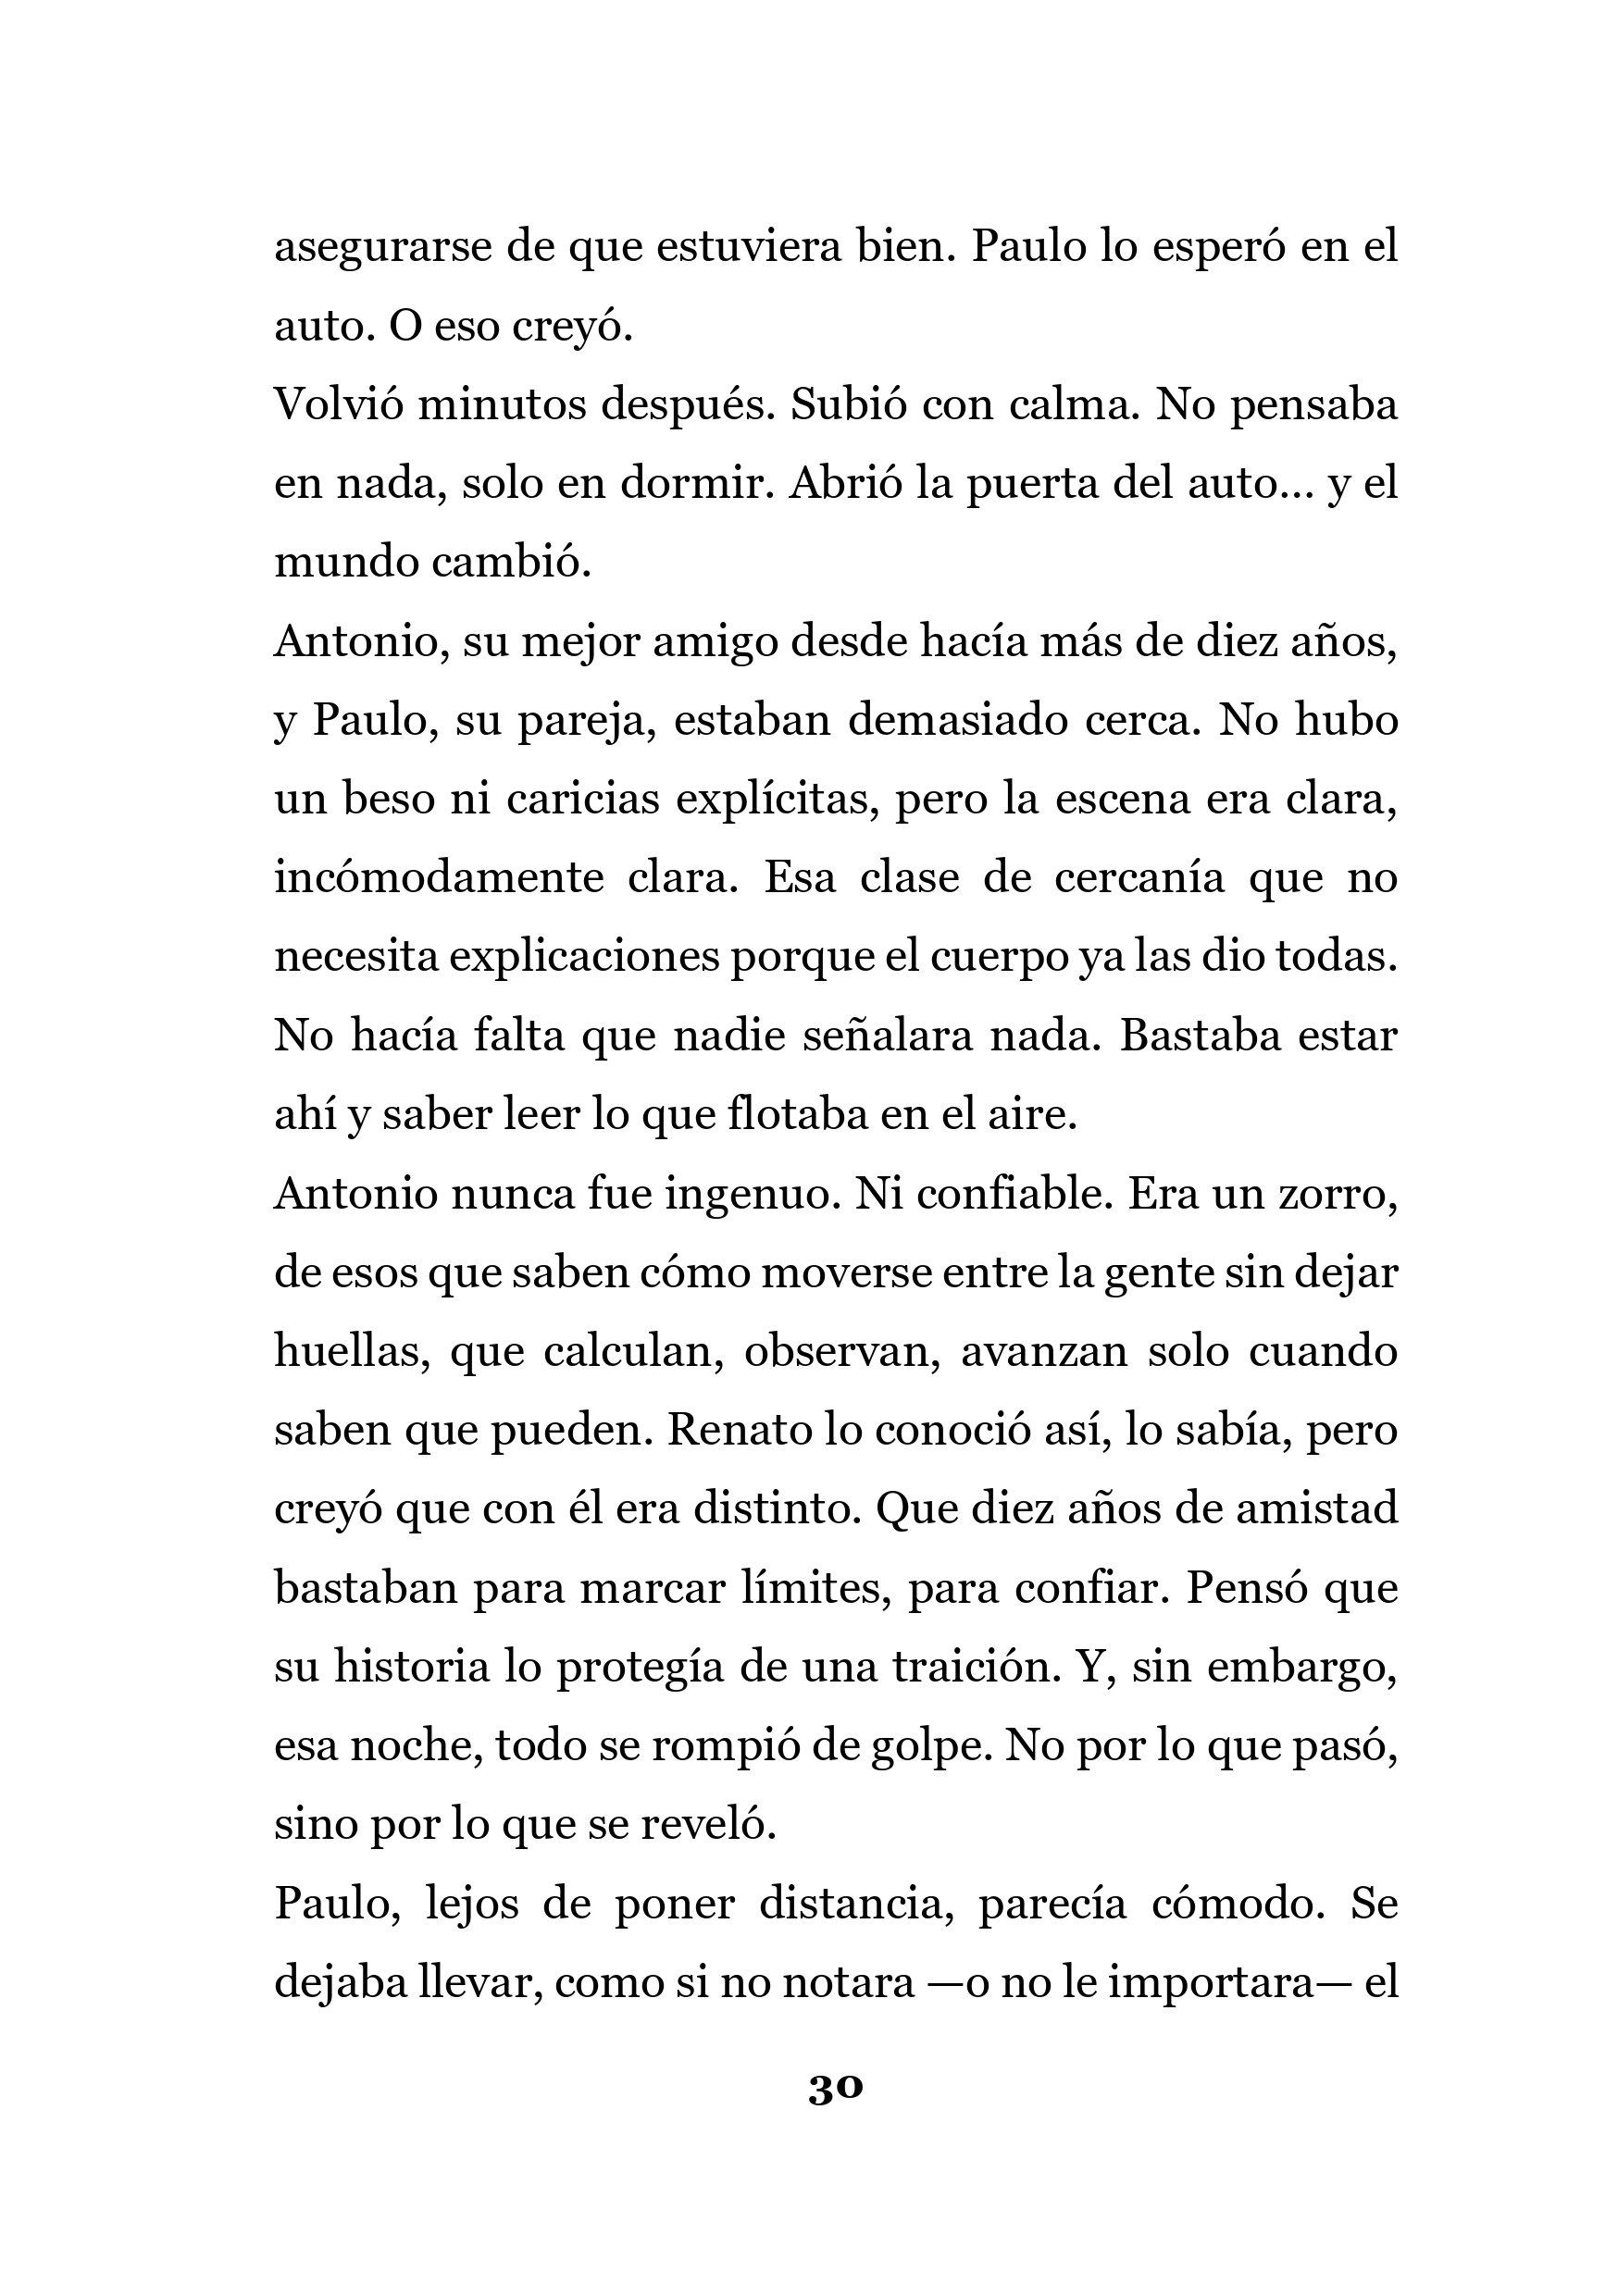 asegurarse de que estuviera bien. Paulo lo esperó en el
auto. O eso creyó.
Volvió minutos después. Subió con calma. No pensaba
en nada, solo en dormir. Abrió la puerta del auto… y el
mundo cambió.
Antonio, su mejor amigo desde hacía más de diez años,
y Paulo, su pareja, estaban demasiado cerca. No hubo
un beso ni caricias explícitas, pero la escena era clara,
incómodamente clara. Esa clase de cercanía que no
necesita explicaciones porque el cuerpo ya las dio todas.
No hacía falta que nadie señalara nada. Bastaba estar
ahí y saber leer lo que flotaba en el aire.
Antonio nunca fue ingenuo. Ni confiable. Era un zorro,
de esos que saben cómo moverse entre la gente sin dejar
huellas, que calculan, observan, avanzan solo cuando
saben que pueden. Renato lo conoció así, lo sabía, pero
creyó que con él era distinto. Que diez años de amistad
bastaban para marcar límites, para confiar. Pensó que
su historia lo protegía de una traición. Y, sin embargo,
esa noche, todo se rompió de golpe. No por lo que pasó,
sino por lo que se reveló.
Paulo, lejos de poner distancia, parecía cómodo. Se
dejaba llevar, como si no notara —o no le importara— el
30